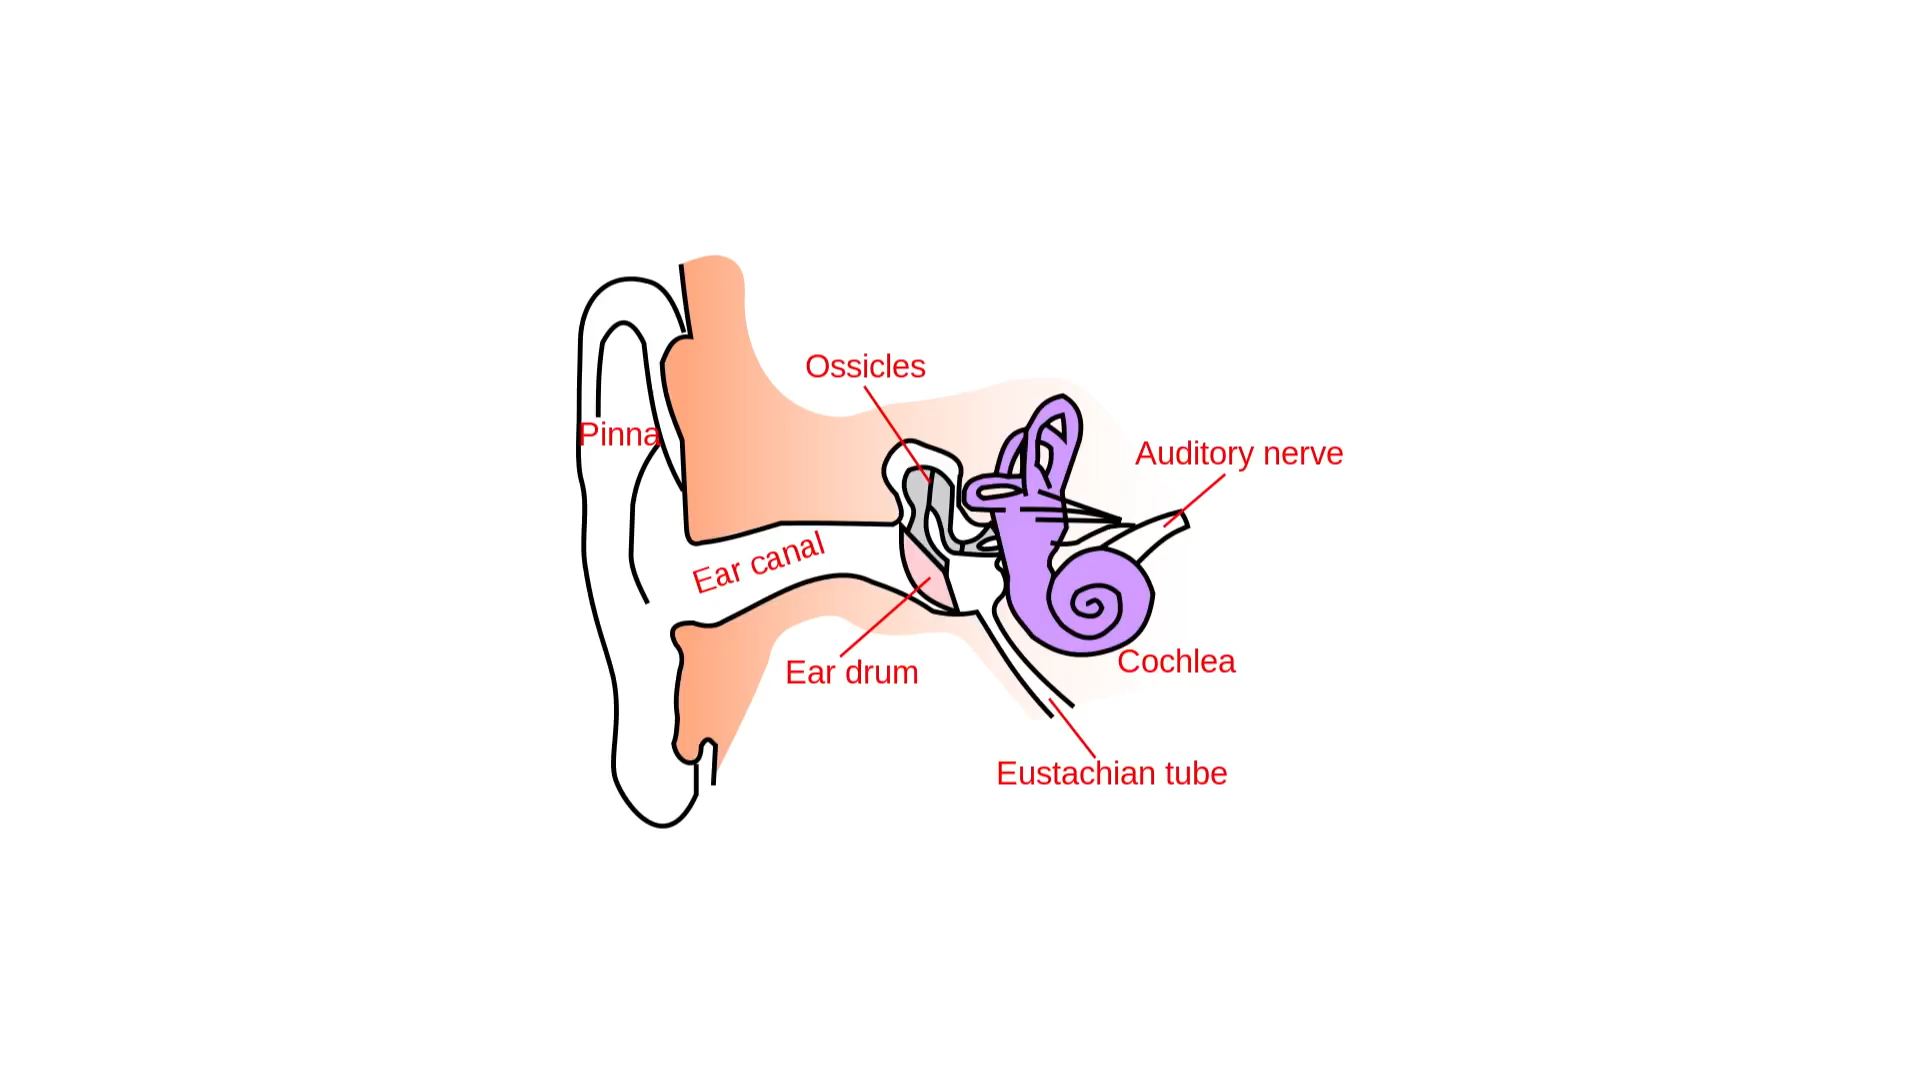 Ossicles
Pinna
Auditory nerve
Ear canal
Ear drum
Cochlea
Eustachian tube